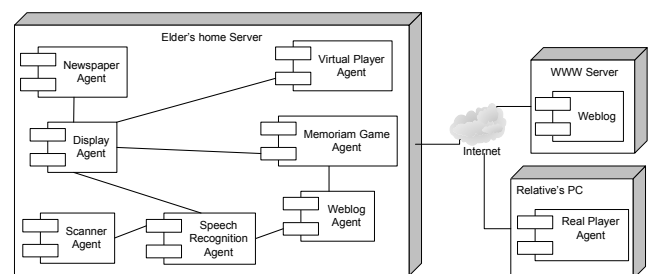 Elder's home Server
Newspaper
Agent
Virtual Player
Agent
Display
Agent
Memoriam Game
Agent
Weblog
Agent
Scanner
Agent
Speech
Recognition
Agent
Internet
WWW Server
Weblog
Relative's PC
Real Player
Agent